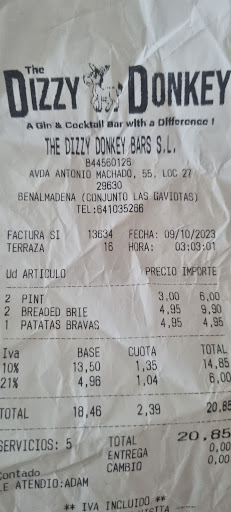 The
DIZZY DONKEY
A Gin & Cocktail Bar with a Difference !
THE DIZZY DONKEY BARS S.L.
B44560126
AVDA ANTONIO MACHADO, 55, LOC 27
29630
BENALMADENA (CONJUNTO LAS GAVIOTAS)
TEL:641035266
FACTURA SI 13634 FECHA: 09/10/2023
TERRAZA 16 HORA: 03:03:01
Ud ARTICULO PRECIO IMPORTE
2 PINT 3,00 6,00
2 BREADED BRIE 4,95 9,90
1 PATATAS BRAVAS 4,95 4,95
Iva BASE CUOTA TOTAL
10% 13,50 1,35 14,85
21% 4,96 1,04 6,00
TOTAL 18,46 2,39 20,85
SERVICIOS: 5 TOTAL 20,85
ENTREGA 0,00
Contado CAMBIO 0,00
LE ATENDIO:ADAM
** IVA INCLUIDO **
VISITA